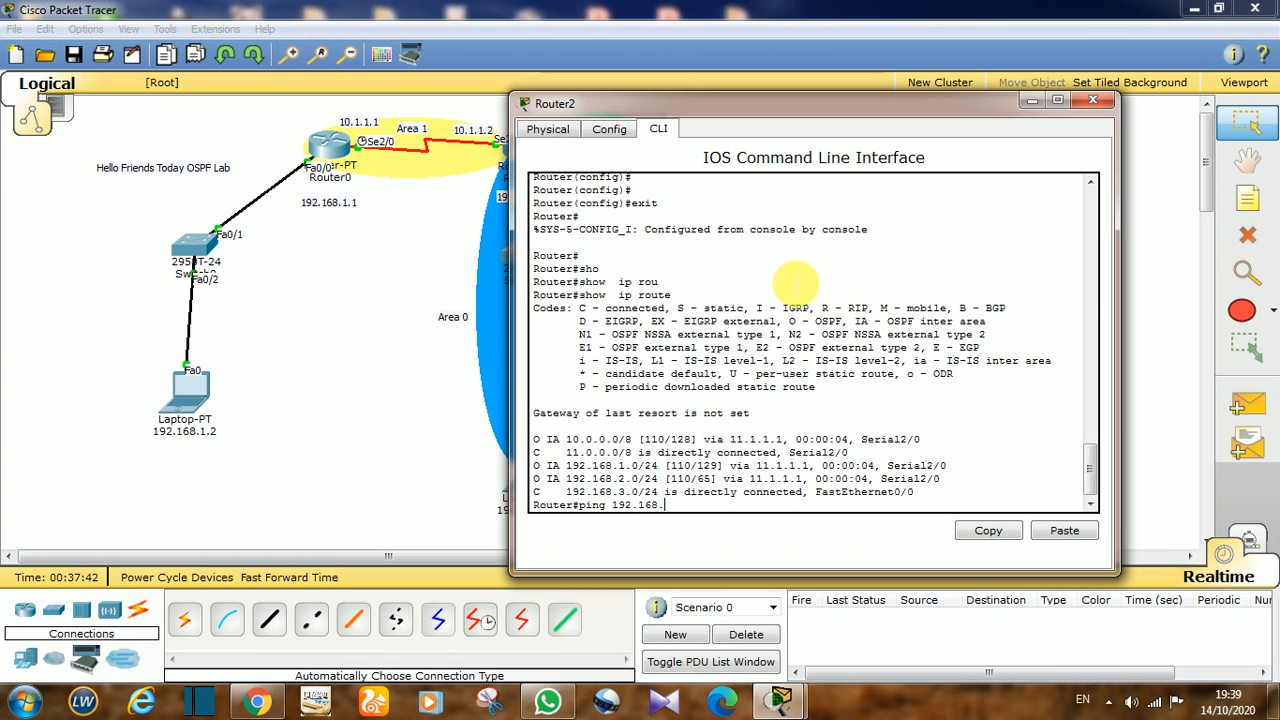 Cisco Packet Tracer
File Edit Options View Tools Extensions Help
Logical [Root] New Cluster Move Object Set Tiled Background Viewport
10.1.1.1
Area 1
10.1.1.2
Se2/0
Se
Fa0/0
r-PT
Router0
192.168.1.1
Hello Friends Today OSPF Lab
Fa0/1
2950T-24
Fa0/2
Area 0
Fa0
Laptop-PT
192.168.1.2
Router2
Physical Config CLI
IOS Command Line Interface
Router(config)#
Router(config)#
Router(config)#exit
Router#
%SYS-5-CONFIG_I: Configured from console by console
Router#
Router#sho
Router#show  ip rou
Router#show  ip route
Codes: C - connected, S - static, I - IGRP, R - RIP, M - mobile, B - BGP
D - EIGRP, EX - EIGRP external, O - OSPF, IA - OSPF inter area
N1 - OSPF NSSA external type 1, N2 - OSPF NSSA external type 2
E1 - OSPF external type 1, E2 - OSPF external type 2, E - EGP
i - IS-IS, L1 - IS-IS level-1, L2 - IS-IS level-2, ia - IS-IS inter area
* - candidate default, U - per-user static route, o - ODR
P - periodic downloaded static route
Gateway of last resort is not set
O IA 10.0.0.0/8 [110/128] via 11.1.1.1, 00:00:04, Serial2/0
C    11.0.0.0/8 is directly connected, Serial2/0
O IA 192.168.1.0/24 [110/129] via 11.1.1.1, 00:00:04, Serial2/0
O IA 192.168.2.0/24 [110/65] via 11.1.1.1, 00:00:04, Serial2/0
C    192.168.3.0/24 is directly connected, FastEthernet0/0
Router#ping 192.168.
Copy Paste
Time: 00:37:42 Power Cycle Devices Fast Forward Time
Realtime
Connections
Automatically Choose Connection Type
Scenario 0
New Delete
Toggle PDU List Window
Fire Last Status Source Destination Type Color Time (sec) Periodic Nur
LW
EN
19:39
14/10/2020